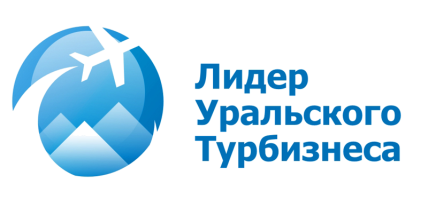 Лидер
Уральского
Турбизнеса